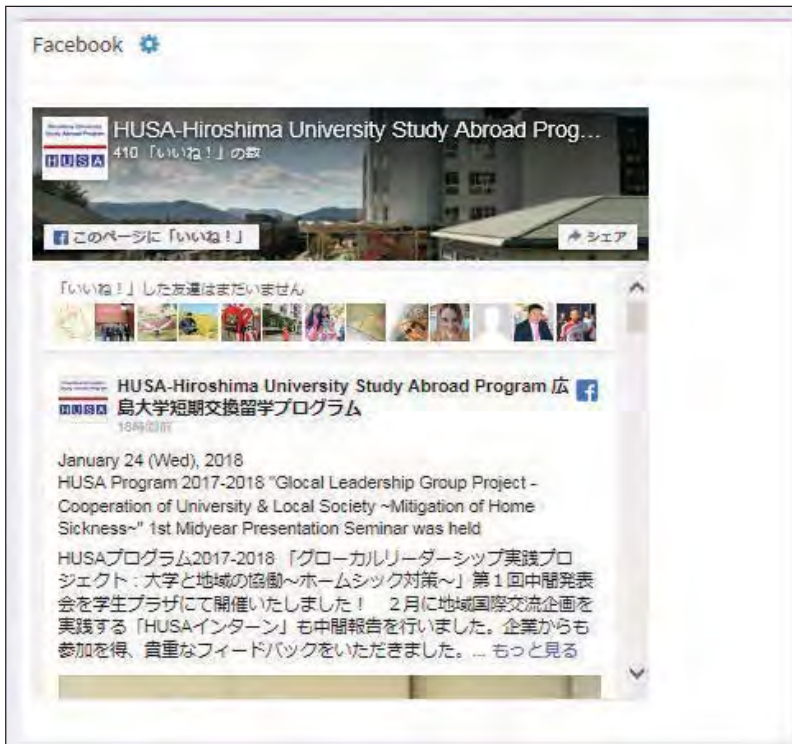 Facebook
Hiroshima University
Study Abroad Program
HUSA
HUSA-Hiroshima University Study Abroad Prog...
410 「いいね！」の数
このページに「いいね！」
シェア
「いいね！」した友達はまだいません
HUSA
HUSA-Hiroshima University Study Abroad Program 広
島大学短期交換留学プログラム
18時間前
January 24 (Wed), 2018
HUSA Program 2017-2018 "Glocal Leadership Group Project -
Cooperation of University & Local Society ~Mitigation of Home
Sickness~" 1st Midyear Presentation Seminar was held
HUSAプログラム2017-2018 「グローカルリーダーシップ実践プロ
ジェクト：大学と地域の協働～ホームシック対策～」第１回中間発表
会を学生プラザにて開催いたしました！　２月に地域国際交流企画を
実践する「HUSAインターン」も中間報告を行いました。企業からも
参加を得、貴重なフィードバックをいただきました。... もっと見る